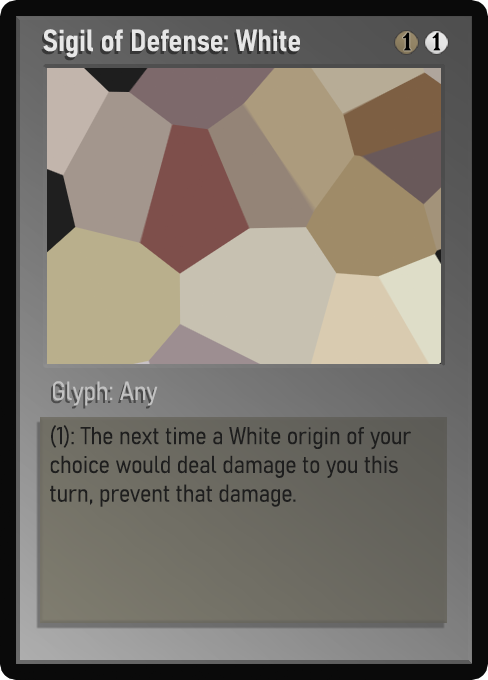 Sigil of Defense: White 1 1
Glyph: Any
(1): The next time a White origin of your
choice would deal damage to you this
turn, prevent that damage.